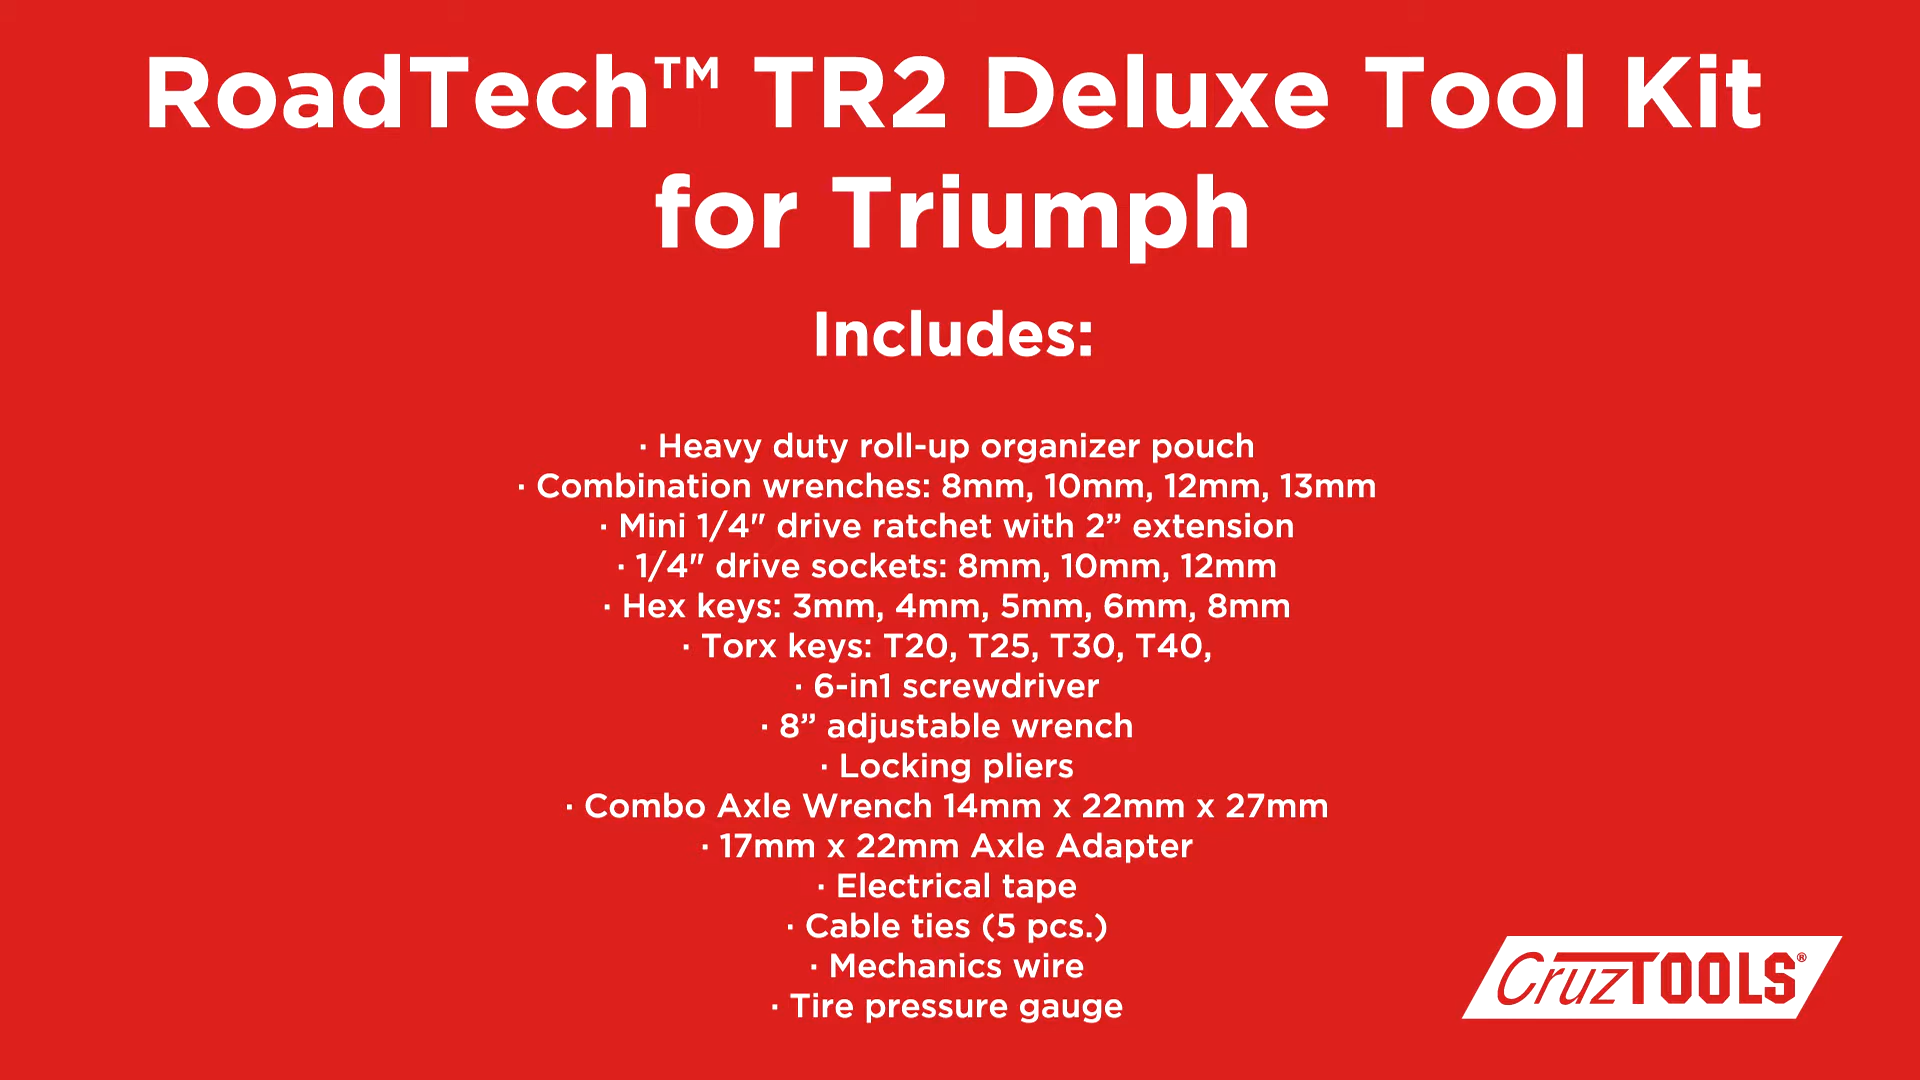 RoadTech™ TR2 Deluxe Tool Kit
for Triumph
Includes:
· Heavy duty roll-up organizer pouch
· Combination wrenches: 8mm, 10mm, 12mm, 13mm
· Mini 1/4" drive ratchet with 2” extension
· 1/4" drive sockets: 8mm, 10mm, 12mm
· Hex keys: 3mm, 4mm, 5mm, 6mm, 8mm
· Torx keys: T20, T25, T30, T40,
· 6-in1 screwdriver
· 8” adjustable wrench
· Locking pliers
· Combo Axle Wrench 14mm x 22mm x 27mm
· 17mm x 22mm Axle Adapter
· Electrical tape
· Cable ties (5 pcs.)
· Mechanics wire
· Tire pressure gauge
CruzTOOLS®